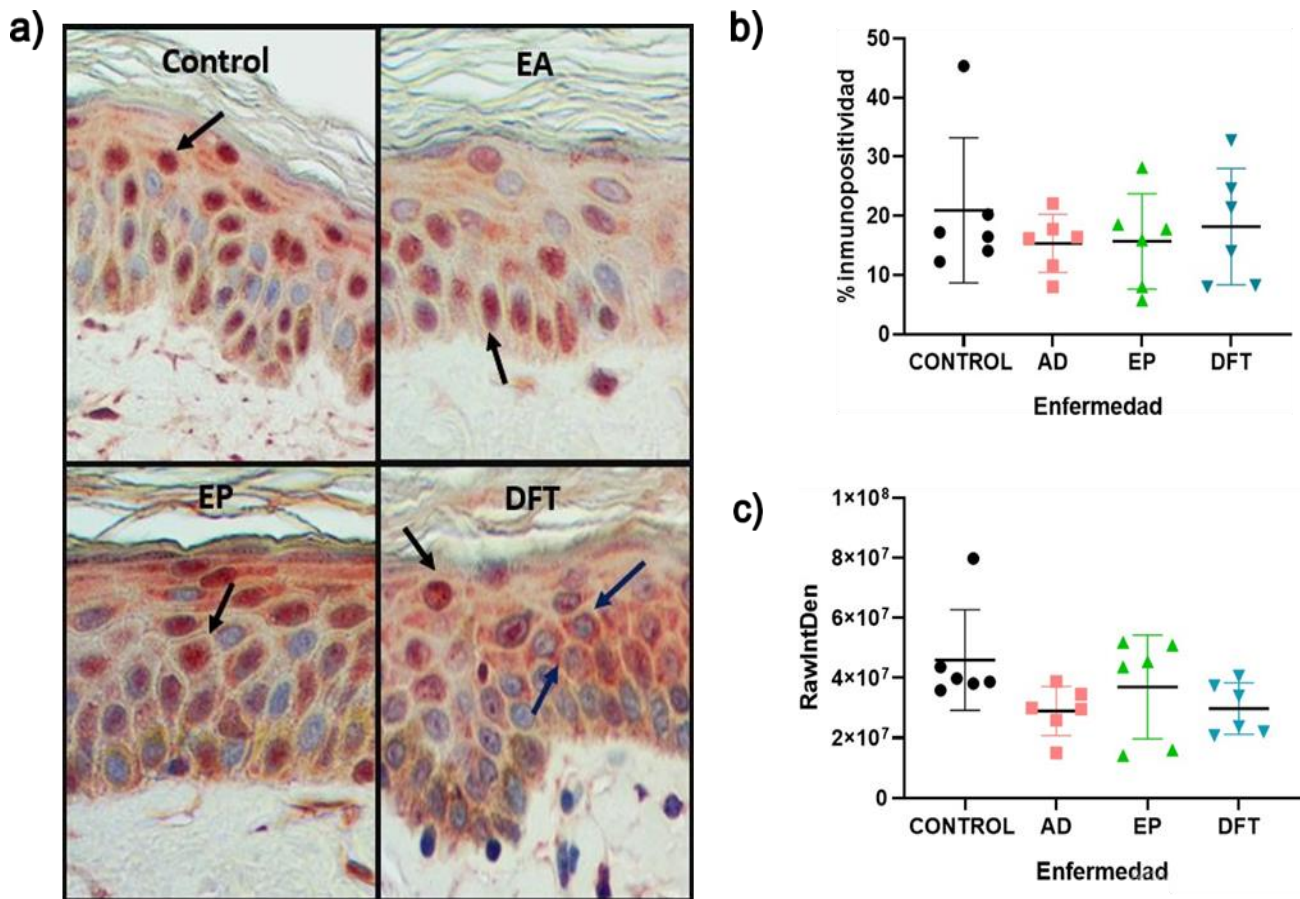 a)
Control
EA
EP
DFT
b)
% inmunopositividad
50
40
30
20
10
0
CONTROL AD EP DFT
Enfermedad
c)
RawIntDen
1×10⁸
8×10⁷
6×10⁷
4×10⁷
2×10⁷
0
CONTROL AD EP DFT
Enfermedad